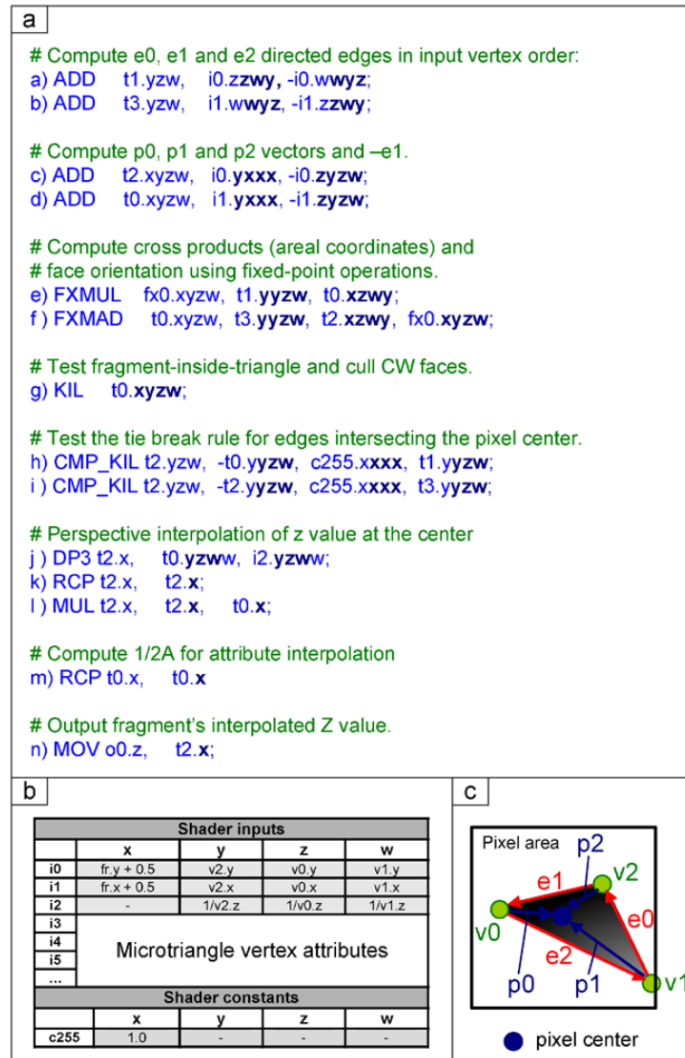 a
# Compute e0, e1 and e2 directed edges in input vertex order:
a) ADD t1.yzw, i0.zzwy, -i0.wwyz;
b) ADD t3.yzw, i1.wwyz, -i1.zzwy;
# Compute p0, p1 and p2 vectors and –e1.
c) ADD t2.xyzw, i0.yxxx, -i0.zyzw;
d) ADD t0.xyzw, i1.yxxx, -i1.zyzw;
# Compute cross products (areal coordinates) and
# face orientation using fixed-point operations.
e) FXMUL fx0.xyzw, t1.yyzw, t0.xzwy;
f ) FXMAD t0.xyzw, t3.yyzw, t2.xzwy, fx0.xyzw;
# Test fragment-inside-triangle and cull CW faces.
g) KIL t0.xyzw;
# Test the tie break rule for edges intersecting the pixel center.
h) CMP_KIL t2.yzw, -t0.yyzw, c255.xxxx, t1.yyzw;
i ) CMP_KIL t2.yzw, -t2.yyzw, c255.xxxx, t3.yyzw;
# Perspective interpolation of z value at the center
j ) DP3 t2.x, t0.yzww, i2.yzww;
k) RCP t2.x, t2.x;
l ) MUL t2.x, t2.x, t0.x;
# Compute 1/2A for attribute interpolation
m) RCP t0.x, t0.x
# Output fragment's interpolated Z value.
n) MOV o0.z, t2.x;
b
Shader inputs
x y z w
i0 fr.y + 0.5 v2.y v0.y v1.y
i1 fr.x + 0.5 v2.x v0.x v1.x
i2 - 1/v2.z 1/v0.z 1/v1.z
i3
i4
i5
...
Microtriangle vertex attributes
Shader constants
x y z w
c255 1.0 - - -
c
Pixel area
p2
v2
e1
e0
v0
e2
p0
p1
v1
pixel center